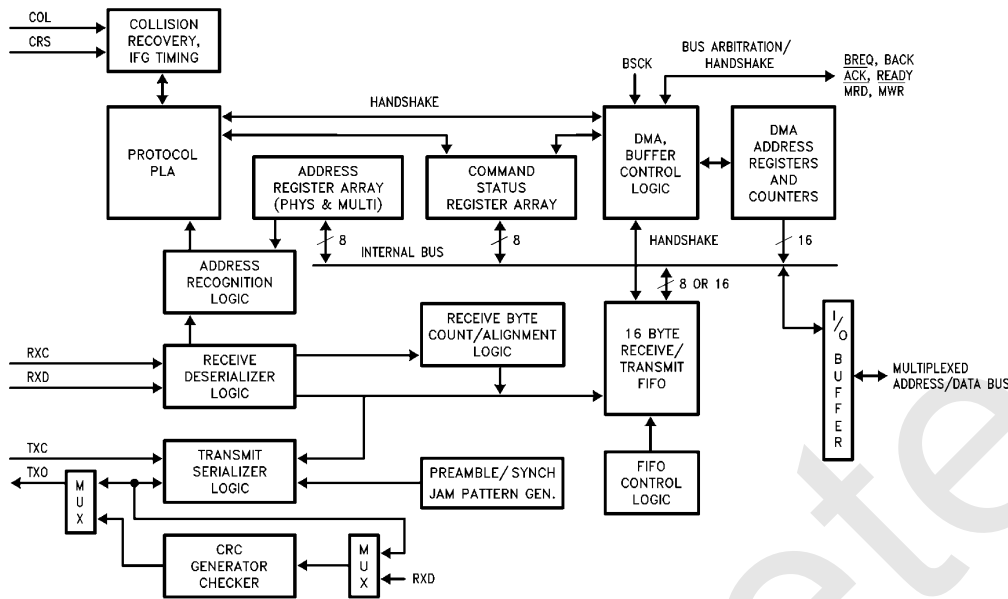 COL
CRS
COLLISION
RECOVERY,
IFG TIMING
BUS ARBITRATION/
HANDSHAKE
BSCK
BREQ, BACK
ACK, READY
MRD, MWR
HANDSHAKE
PROTOCOL
PLA
ADDRESS
REGISTER ARRAY
(PHYS & MULTI)
COMMAND
STATUS
REGISTER ARRAY
DMA,
BUFFER
CONTROL
LOGIC
DMA
ADDRESS
REGISTERS
AND
COUNTERS
8
8
HANDSHAKE
16
INTERNAL BUS
ADDRESS
RECOGNITION
LOGIC
8 OR 16
RECEIVE BYTE
COUNT/ALIGNMENT
LOGIC
16 BYTE
RECEIVE/
TRANSMIT
FIFO
I/O BUFFER
MULTIPLEXED
ADDRESS/DATA BUS
RXC
RXD
RECEIVE
DESERIALIZER
LOGIC
TXC
TXO
TRANSMIT
SERIALIZER
LOGIC
PREAMBLE/SYNCH
JAM PATTERN GEN.
FIFO
CONTROL
LOGIC
MUX
CRC
GENERATOR
CHECKER
MUX
RXD
ete